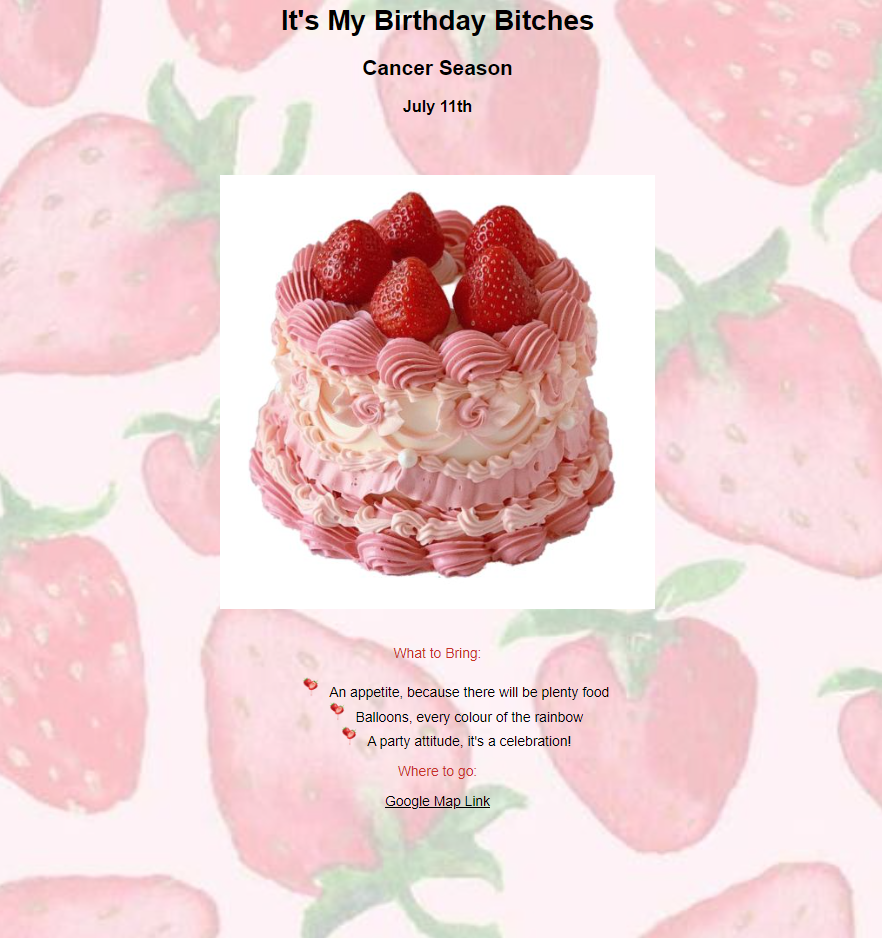 It's My Birthday Bitches
Cancer Season
July 11th
What to Bring:
An appetite, because there will be plenty food
Balloons, every colour of the rainbow
A party attitude, it's a celebration!
Where to go:
Google Map Link